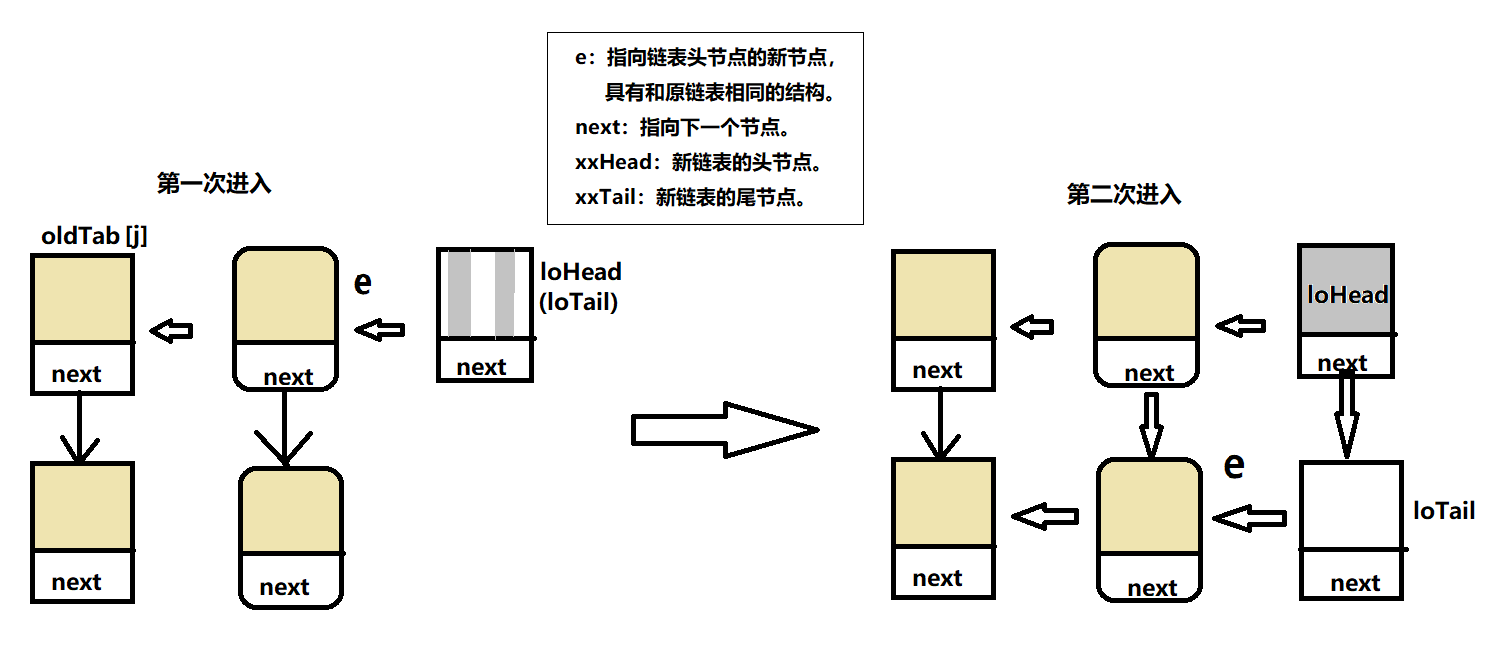 e：指向链表头节点的新节点，
具有和原链表相同的结构。
next：指向下一个节点。
xxHead：新链表的头节点。
xxTail：新链表的尾节点。
第一次进入
oldTab [j]
e
loHead
(loTail)
next
next
next
next
next
第二次进入
loHead
next
next
next
e
loTail
next
next
next